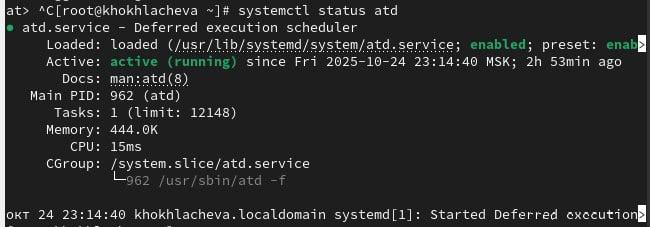 at> ^C[root@khokhlacheva ~]# systemctl status atd
● atd.service - Deferred execution scheduler
Loaded: loaded (/usr/lib/systemd/system/atd.service; enabled; preset: enab>
Active: active (running) since Fri 2025-10-24 23:14:40 MSK; 2h 53min ago
Docs: man:atd(8)
Main PID: 962 (atd)
Tasks: 1 (limit: 12148)
Memory: 444.0K
CPU: 15ms
CGroup: /system.slice/atd.service
└─962 /usr/sbin/atd -f
окт 24 23:14:40 khokhlacheva.localdomain systemd[1]: Started Deferred execution>